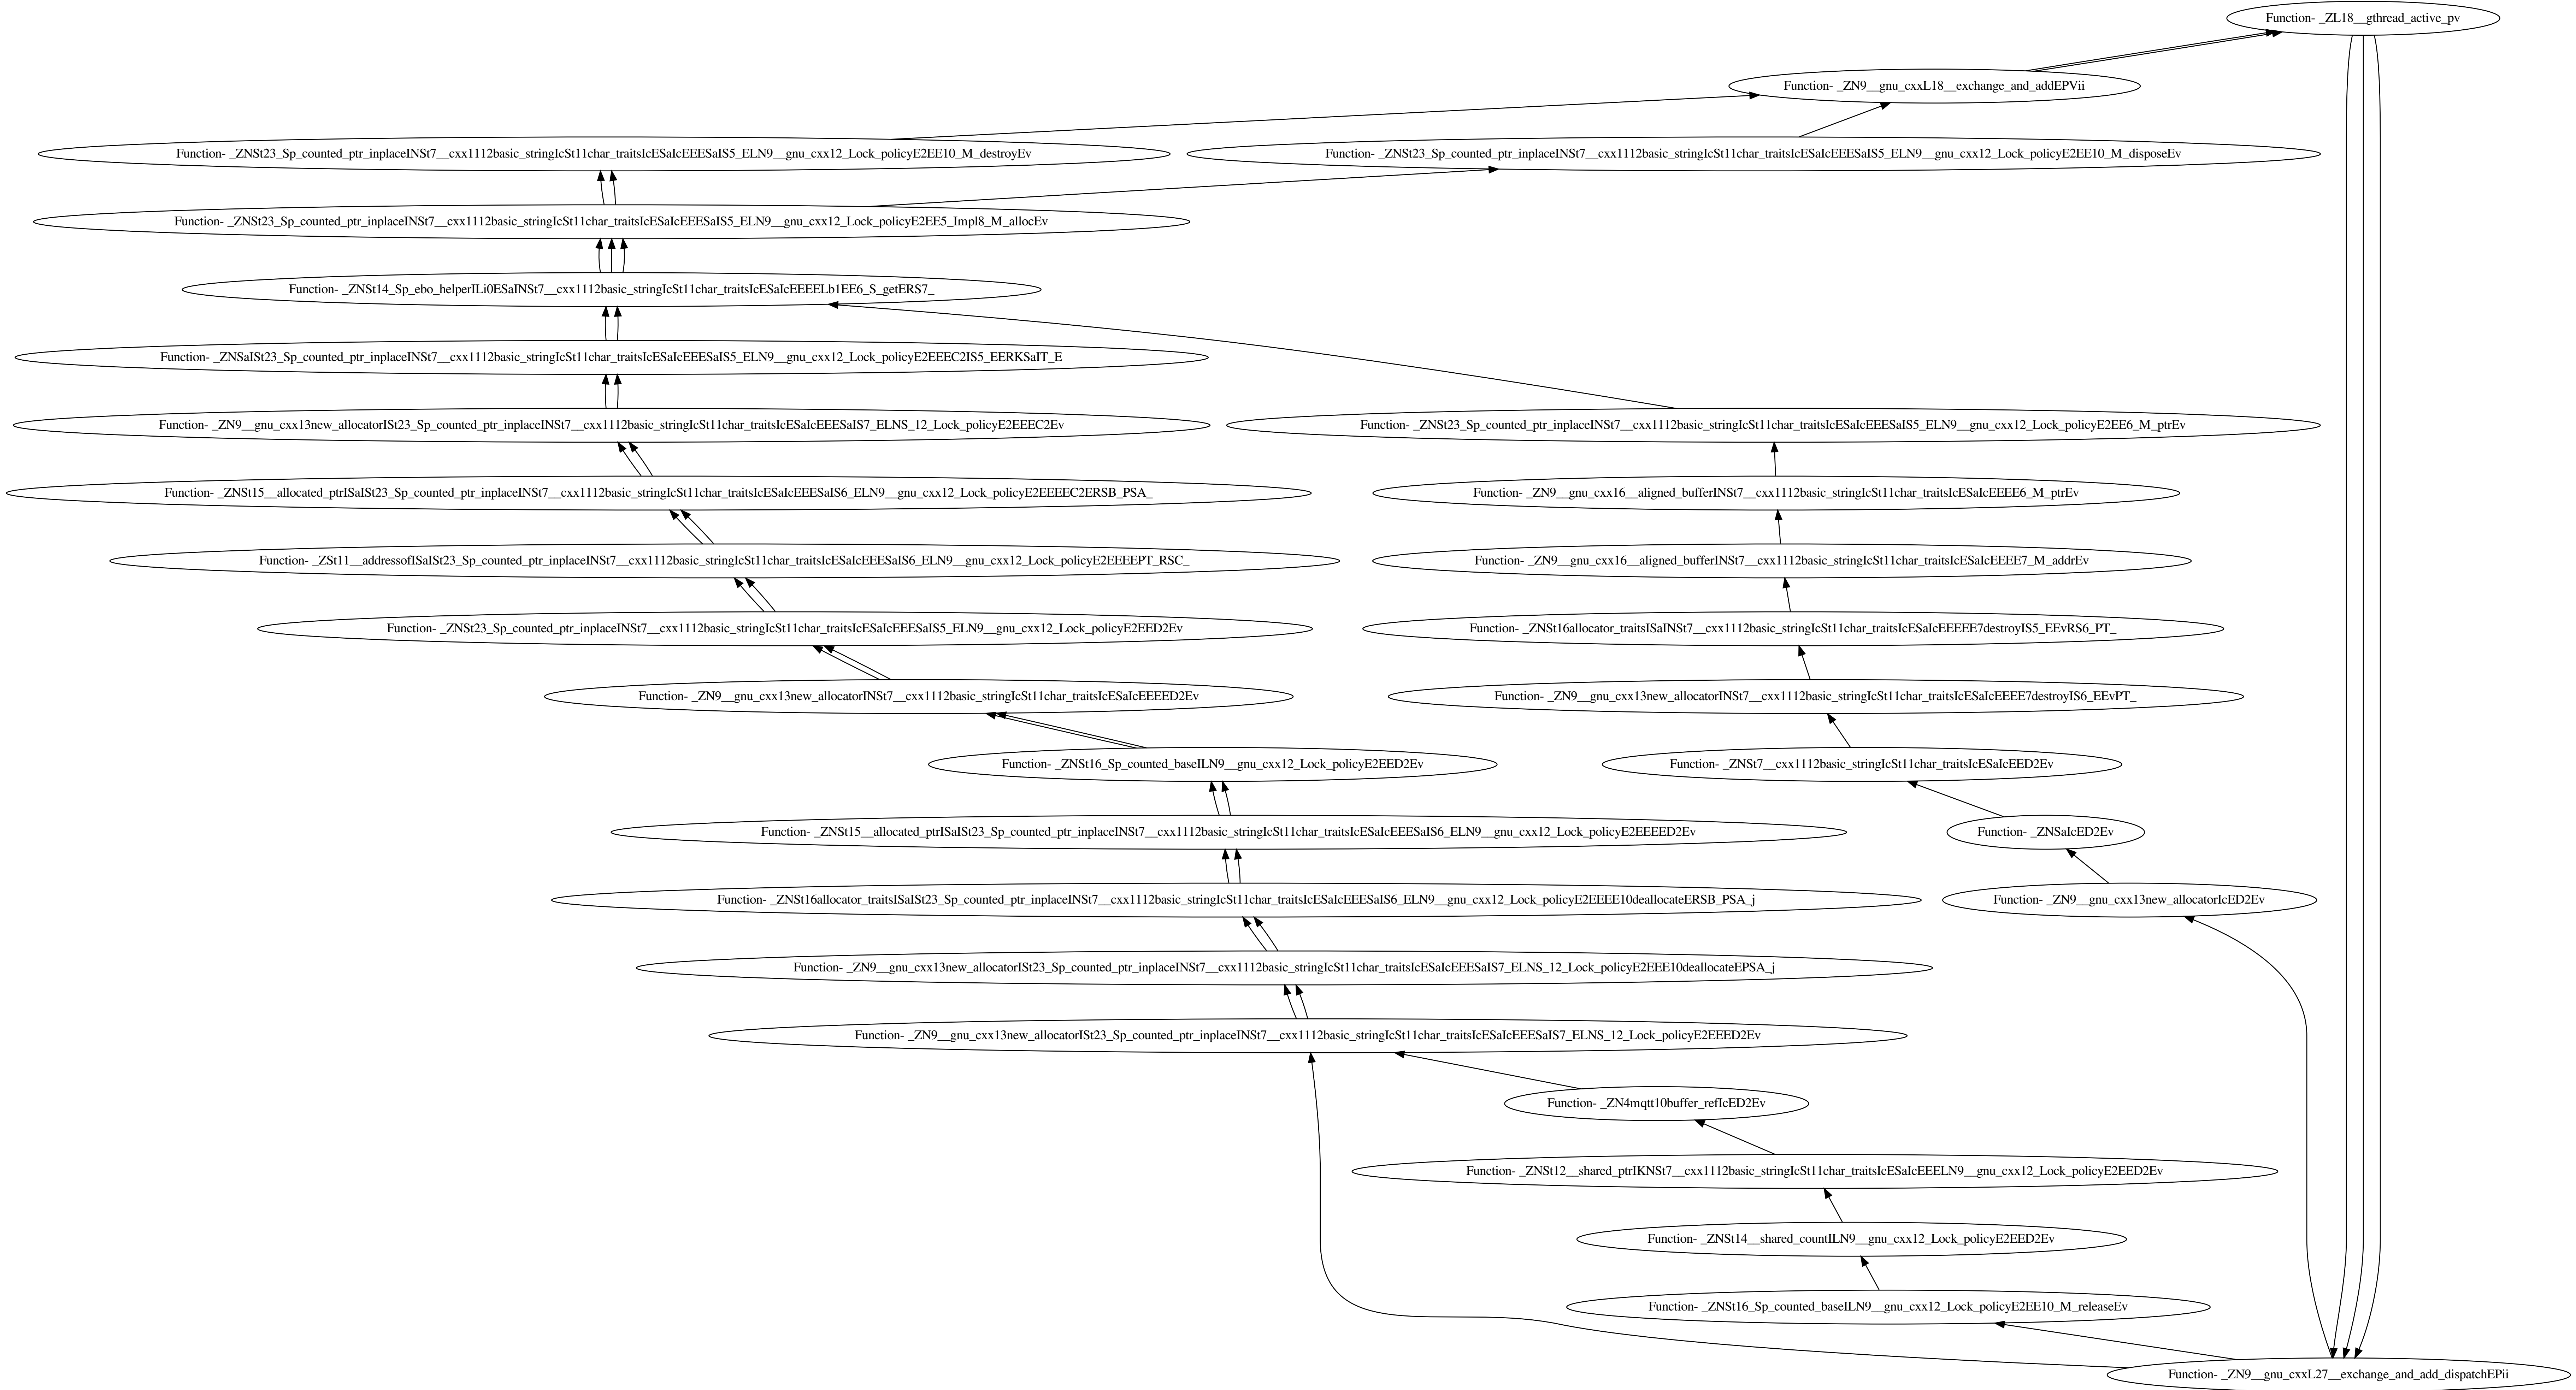 Function- _ZL18__gthread_active_pv
Function- _ZN9__gnu_cxxL18__exchange_and_addEPVii
Function- _ZNSt23_Sp_counted_ptr_inplaceINSt7__cxx1112basic_stringIcSt11char_traitsIcESaIcEEESaIS5_ELN9__gnu_cxx12_Lock_policyE2EE10_M_destroyEv
Function- _ZNSt23_Sp_counted_ptr_inplaceINSt7__cxx1112basic_stringIcSt11char_traitsIcESaIcEEESaIS5_ELN9__gnu_cxx12_Lock_policyE2EE10_M_disposeEv
Function- _ZNSt23_Sp_counted_ptr_inplaceINSt7__cxx1112basic_stringIcSt11char_traitsIcESaIcEEESaIS5_ELN9__gnu_cxx12_Lock_policyE2EE5_Impl8_M_allocEv
Function- _ZNSt14_Sp_ebo_helperILi0ESaINSt7__cxx1112basic_stringIcSt11char_traitsIcESaIcEEEELb1EE6_S_getERS7_
Function- _ZNSaISt23_Sp_counted_ptr_inplaceINSt7__cxx1112basic_stringIcSt11char_traitsIcESaIcEEESaIS5_ELN9__gnu_cxx12_Lock_policyE2EEEC2IS5_EERKSaIT_E
Function- _ZN9__gnu_cxx13new_allocatorISt23_Sp_counted_ptr_inplaceINSt7__cxx1112basic_stringIcSt11char_traitsIcESaIcEEESaIS7_ELNS_12_Lock_policyE2EEEC2Ev
Function- _ZNSt23_Sp_counted_ptr_inplaceINSt7__cxx1112basic_stringIcSt11char_traitsIcESaIcEEESaIS5_ELN9__gnu_cxx12_Lock_policyE2EE6_M_ptrEv
Function- _ZNSt15__allocated_ptrISaISt23_Sp_counted_ptr_inplaceINSt7__cxx1112basic_stringIcSt11char_traitsIcESaIcEEESaIS6_ELN9__gnu_cxx12_Lock_policyE2EEEEC2ERSB_PSA_
Function- _ZN9__gnu_cxx16__aligned_bufferINSt7__cxx1112basic_stringIcSt11char_traitsIcESaIcEEEE6_M_ptrEv
Function- _ZSt11__addressofISaISt23_Sp_counted_ptr_inplaceINSt7__cxx1112basic_stringIcSt11char_traitsIcESaIcEEESaIS6_ELN9__gnu_cxx12_Lock_policyE2EEEEPT_RSC_
Function- _ZN9__gnu_cxx16__aligned_bufferINSt7__cxx1112basic_stringIcSt11char_traitsIcESaIcEEEE7_M_addrEv
Function- _ZNSt23_Sp_counted_ptr_inplaceINSt7__cxx1112basic_stringIcSt11char_traitsIcESaIcEEESaIS5_ELN9__gnu_cxx12_Lock_policyE2EED2Ev
Function- _ZNSt16allocator_traitsISaINSt7__cxx1112basic_stringIcSt11char_traitsIcESaIcEEEEE7destroyIS5_EEvRS6_PT_
Function- _ZN9__gnu_cxx13new_allocatorINSt7__cxx1112basic_stringIcSt11char_traitsIcESaIcEEEED2Ev
Function- _ZN9__gnu_cxx13new_allocatorINSt7__cxx1112basic_stringIcSt11char_traitsIcESaIcEEEE7destroyIS6_EEvPT_
Function- _ZNSt16_Sp_counted_baseILN9__gnu_cxx12_Lock_policyE2EED2Ev
Function- _ZNSt7__cxx1112basic_stringIcSt11char_traitsIcESaIcEED2Ev
Function- _ZNSt15__allocated_ptrISaISt23_Sp_counted_ptr_inplaceINSt7__cxx1112basic_stringIcSt11char_traitsIcESaIcEEESaIS6_ELN9__gnu_cxx12_Lock_policyE2EEEED2Ev
Function- _ZNSaIcED2Ev
Function- _ZNSt16allocator_traitsISaISt23_Sp_counted_ptr_inplaceINSt7__cxx1112basic_stringIcSt11char_traitsIcESaIcEEESaIS6_ELN9__gnu_cxx12_Lock_policyE2EEEE10deallocateERSB_PSA_j
Function- _ZN9__gnu_cxx13new_allocatorIcED2Ev
Function- _ZN9__gnu_cxx13new_allocatorISt23_Sp_counted_ptr_inplaceINSt7__cxx1112basic_stringIcSt11char_traitsIcESaIcEEESaIS7_ELNS_12_Lock_policyE2EEE10deallocateEPSA_j
Function- _ZN9__gnu_cxx13new_allocatorISt23_Sp_counted_ptr_inplaceINSt7__cxx1112basic_stringIcSt11char_traitsIcESaIcEEESaIS7_ELNS_12_Lock_policyE2EEED2Ev
Function- _ZN4mqtt10buffer_refIcED2Ev
Function- _ZNSt12__shared_ptrIKNSt7__cxx1112basic_stringIcSt11char_traitsIcESaIcEEELN9__gnu_cxx12_Lock_policyE2EED2Ev
Function- _ZNSt14__shared_countILN9__gnu_cxx12_Lock_policyE2EED2Ev
Function- _ZNSt16_Sp_counted_baseILN9__gnu_cxx12_Lock_policyE2EE10_M_releaseEv
Function- _ZN9__gnu_cxxL27__exchange_and_add_dispatchEPii